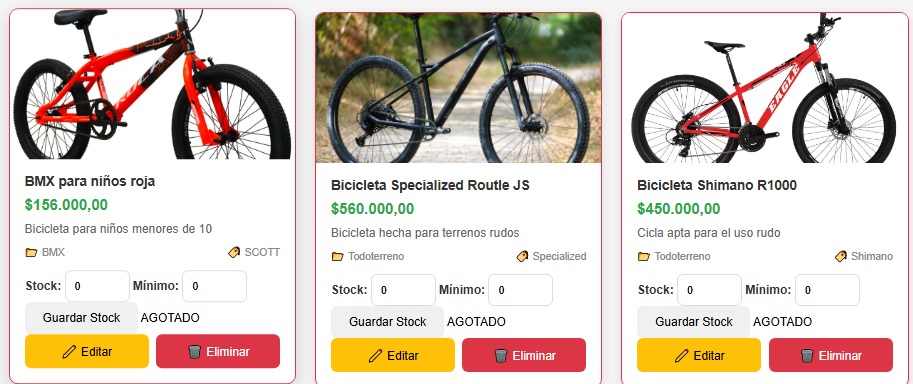 BMX para niños roja
$156.000,00
Bicicleta para niños menores de 10
BMX SCOTT
Stock: 0 Mínimo: 0
Guardar Stock AGOTADO
Editar Eliminar
Bicicleta Specialized Routle JS
$560.000,00
Bicicleta hecha para terrenos rudos
Todoterreno Specialized
Stock: 0 Mínimo: 0
Guardar Stock AGOTADO
Editar Eliminar
EAGLE
Bicicleta Shimano R1000
$450.000,00
Cicla apta para el uso rudo
Todoterreno Shimano
Stock: 0 Mínimo: 0
Guardar Stock AGOTADO
Editar Eliminar